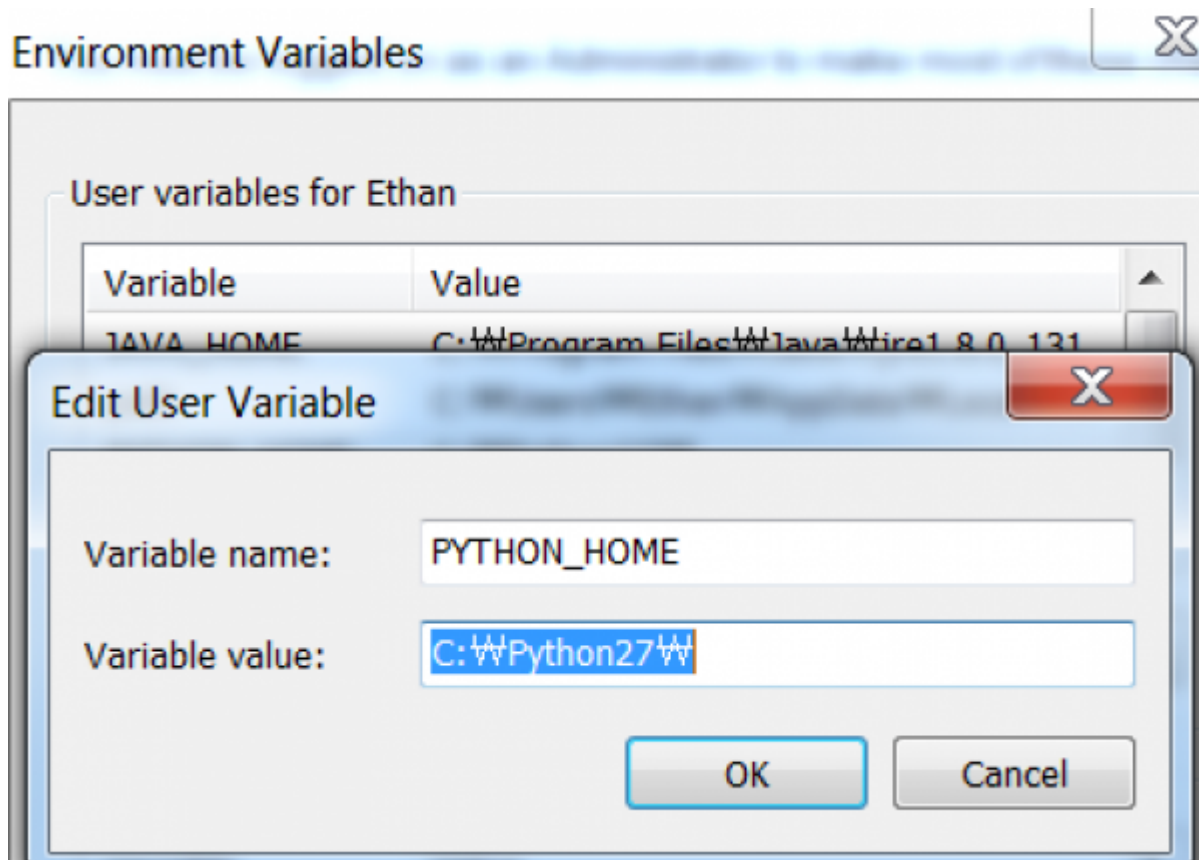 Environment Variables
User variables for Ethan
Variable Value
JAVA_HOME C:₩Program Files₩Java₩jre1.8.0_131
Edit User Variable
Variable name: PYTHON_HOME
Variable value: C:₩Python27₩
OK Cancel